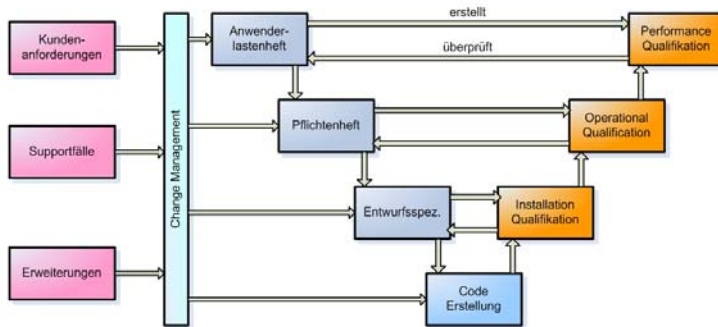 Kunden-
anforderungen
Supportfälle
Erweiterungen
Change Management
Anwender-
lastenheft
erstellt
überprüft
Performance
Qualifikation
Pflichtenheft
Operational
Qualification
Entwurfsspez.
Installation
Qualifikation
Code
Erstellung